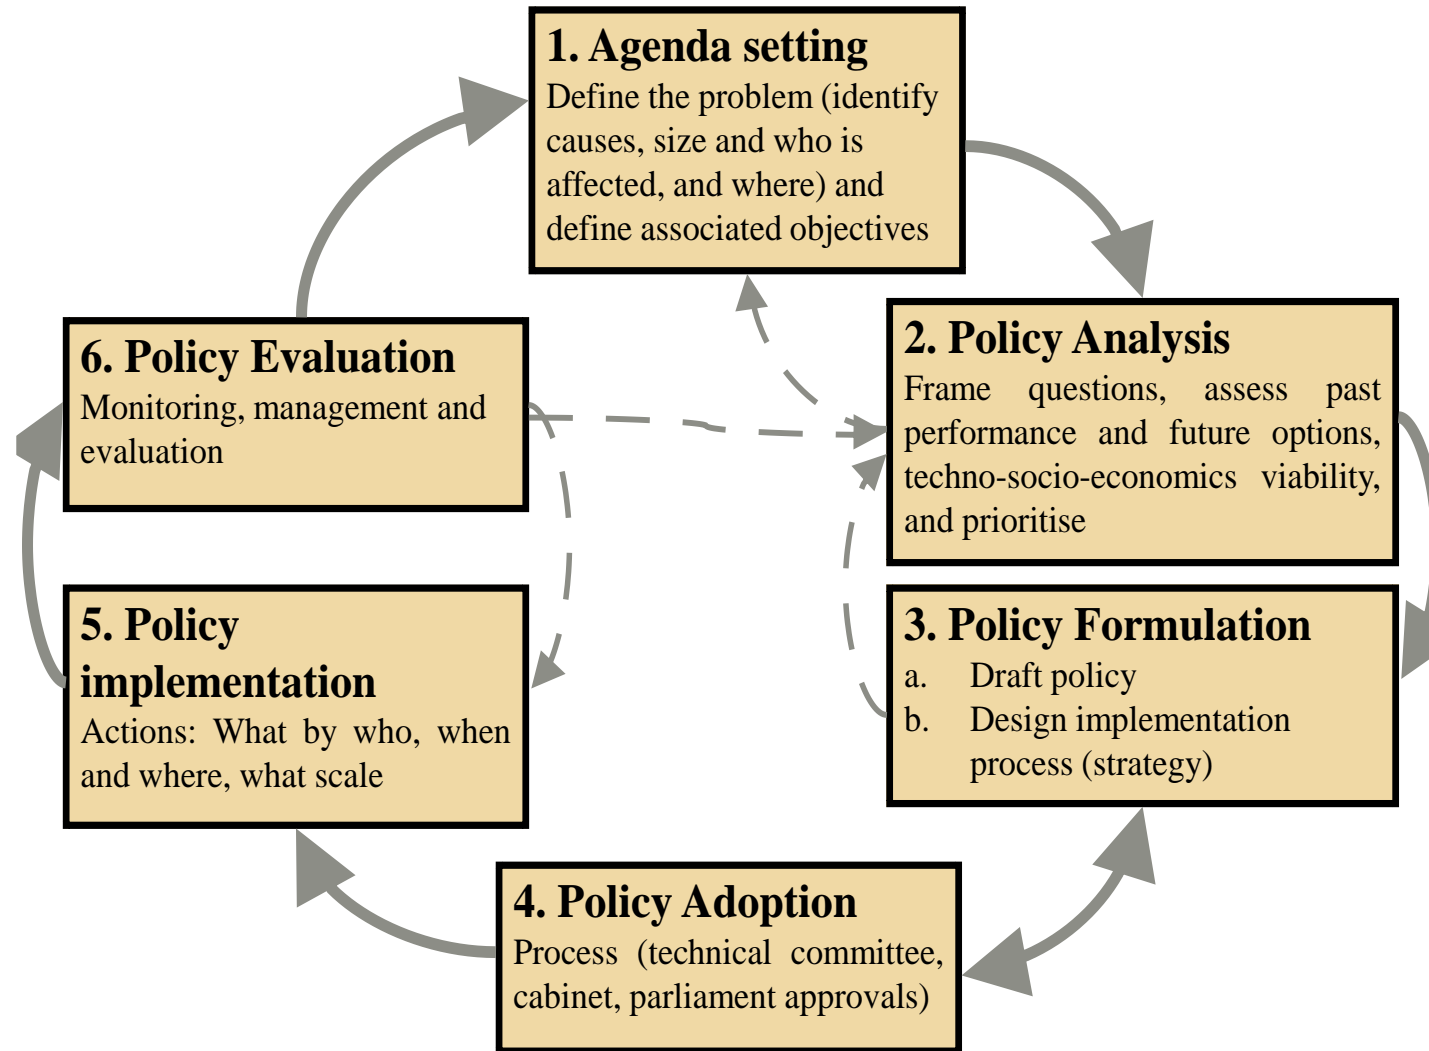 1. Agenda setting
Define the problem (identify
causes, size and who is
affected, and where) and
define associated objectives
2. Policy Analysis
Frame questions, assess past
performance and future options,
techno-socio-economics viability,
and prioritise
3. Policy Formulation
a. Draft policy
b. Design implementation
process (strategy)
4. Policy Adoption
Process (technical committee,
cabinet, parliament approvals)
5. Policy
implementation
Actions: What by who, when
and where, what scale
6. Policy Evaluation
Monitoring, management and
evaluation